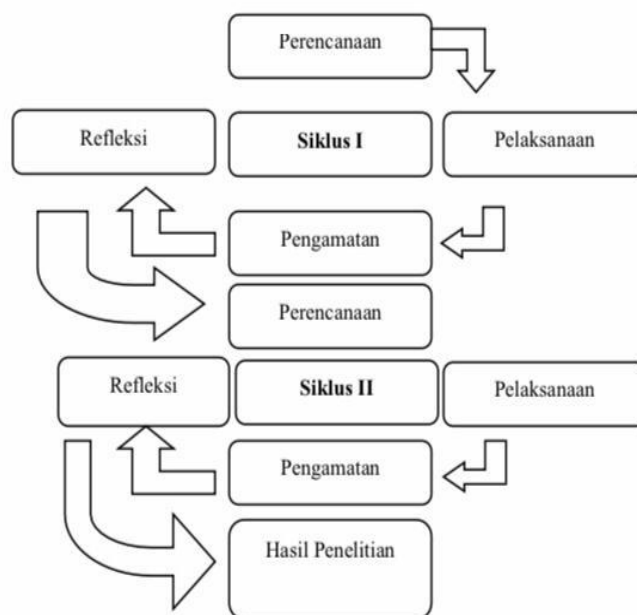 Perencanaan
Refleksi
Siklus I
Pelaksanaan
Pengamatan
Perencanaan
Refleksi
Siklus II
Pelaksanaan
Pengamatan
Hasil Penelitian